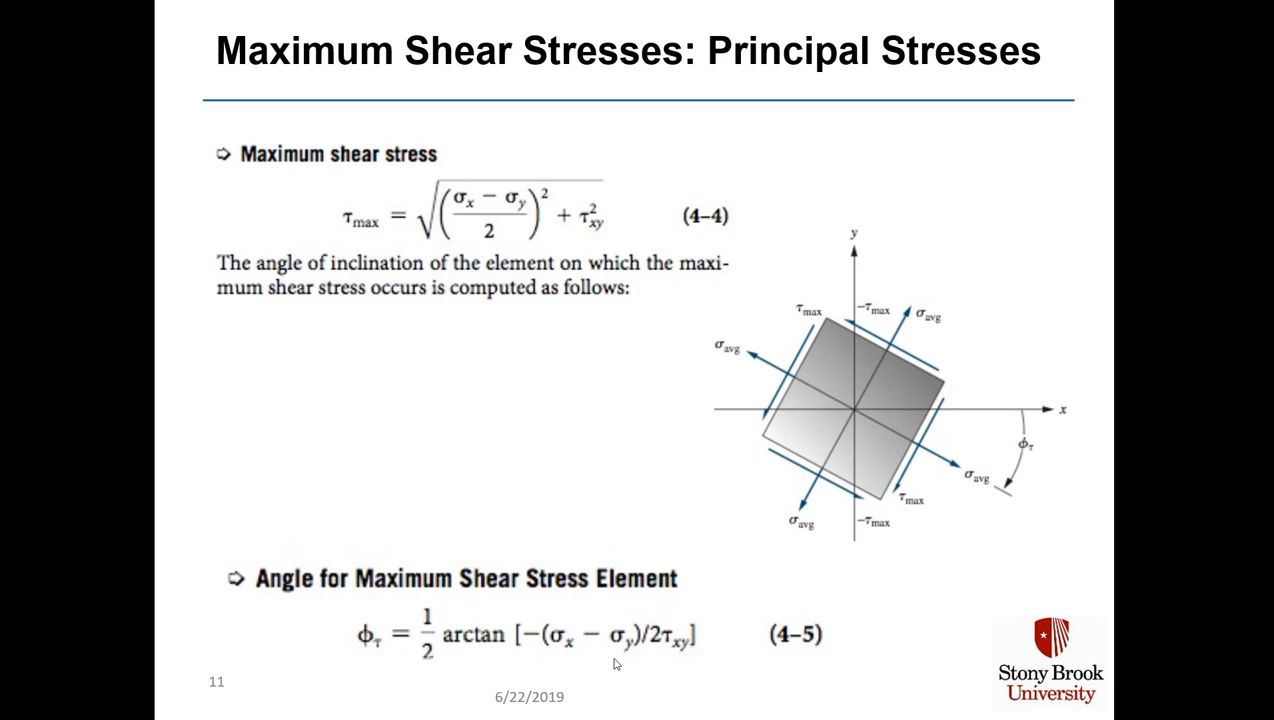 Maximum Shear Stresses: Principal Stresses
➩ Maximum shear stress
τmax = √((σx − σy)/2)² + τ²xy (4–4)
The angle of inclination of the element on which the maxi-
mum shear stress occurs is computed as follows:
y
τmax
−τmax
σavg
σavg
x
ϕτ
σavg
τmax
σavg
−τmax
➩ Angle for Maximum Shear Stress Element
ϕτ = 1/2 arctan [−(σx − σy)/2τxy] (4–5)
Stony Brook
University
11
6/22/2019